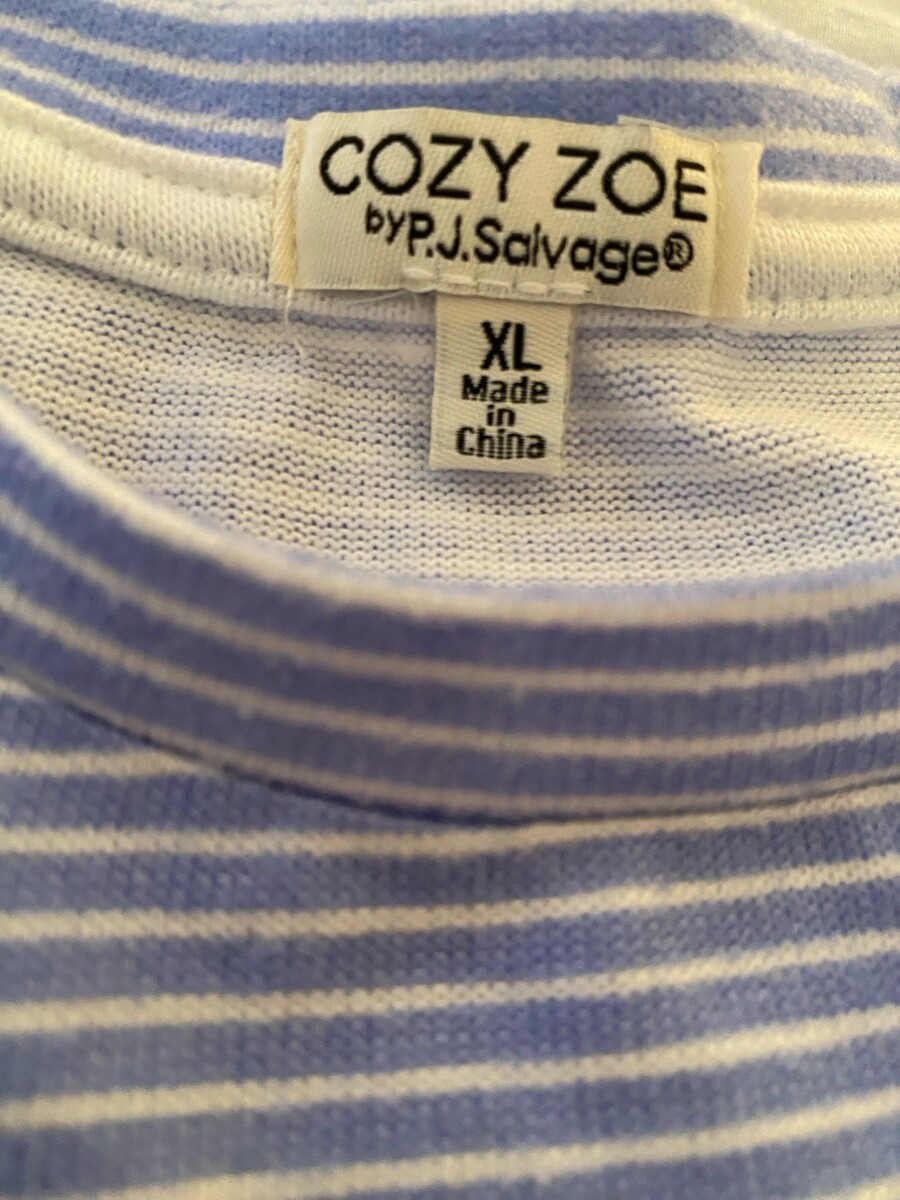 COZY ZOE
by P.J.Salvage®
XL
Made
in
China